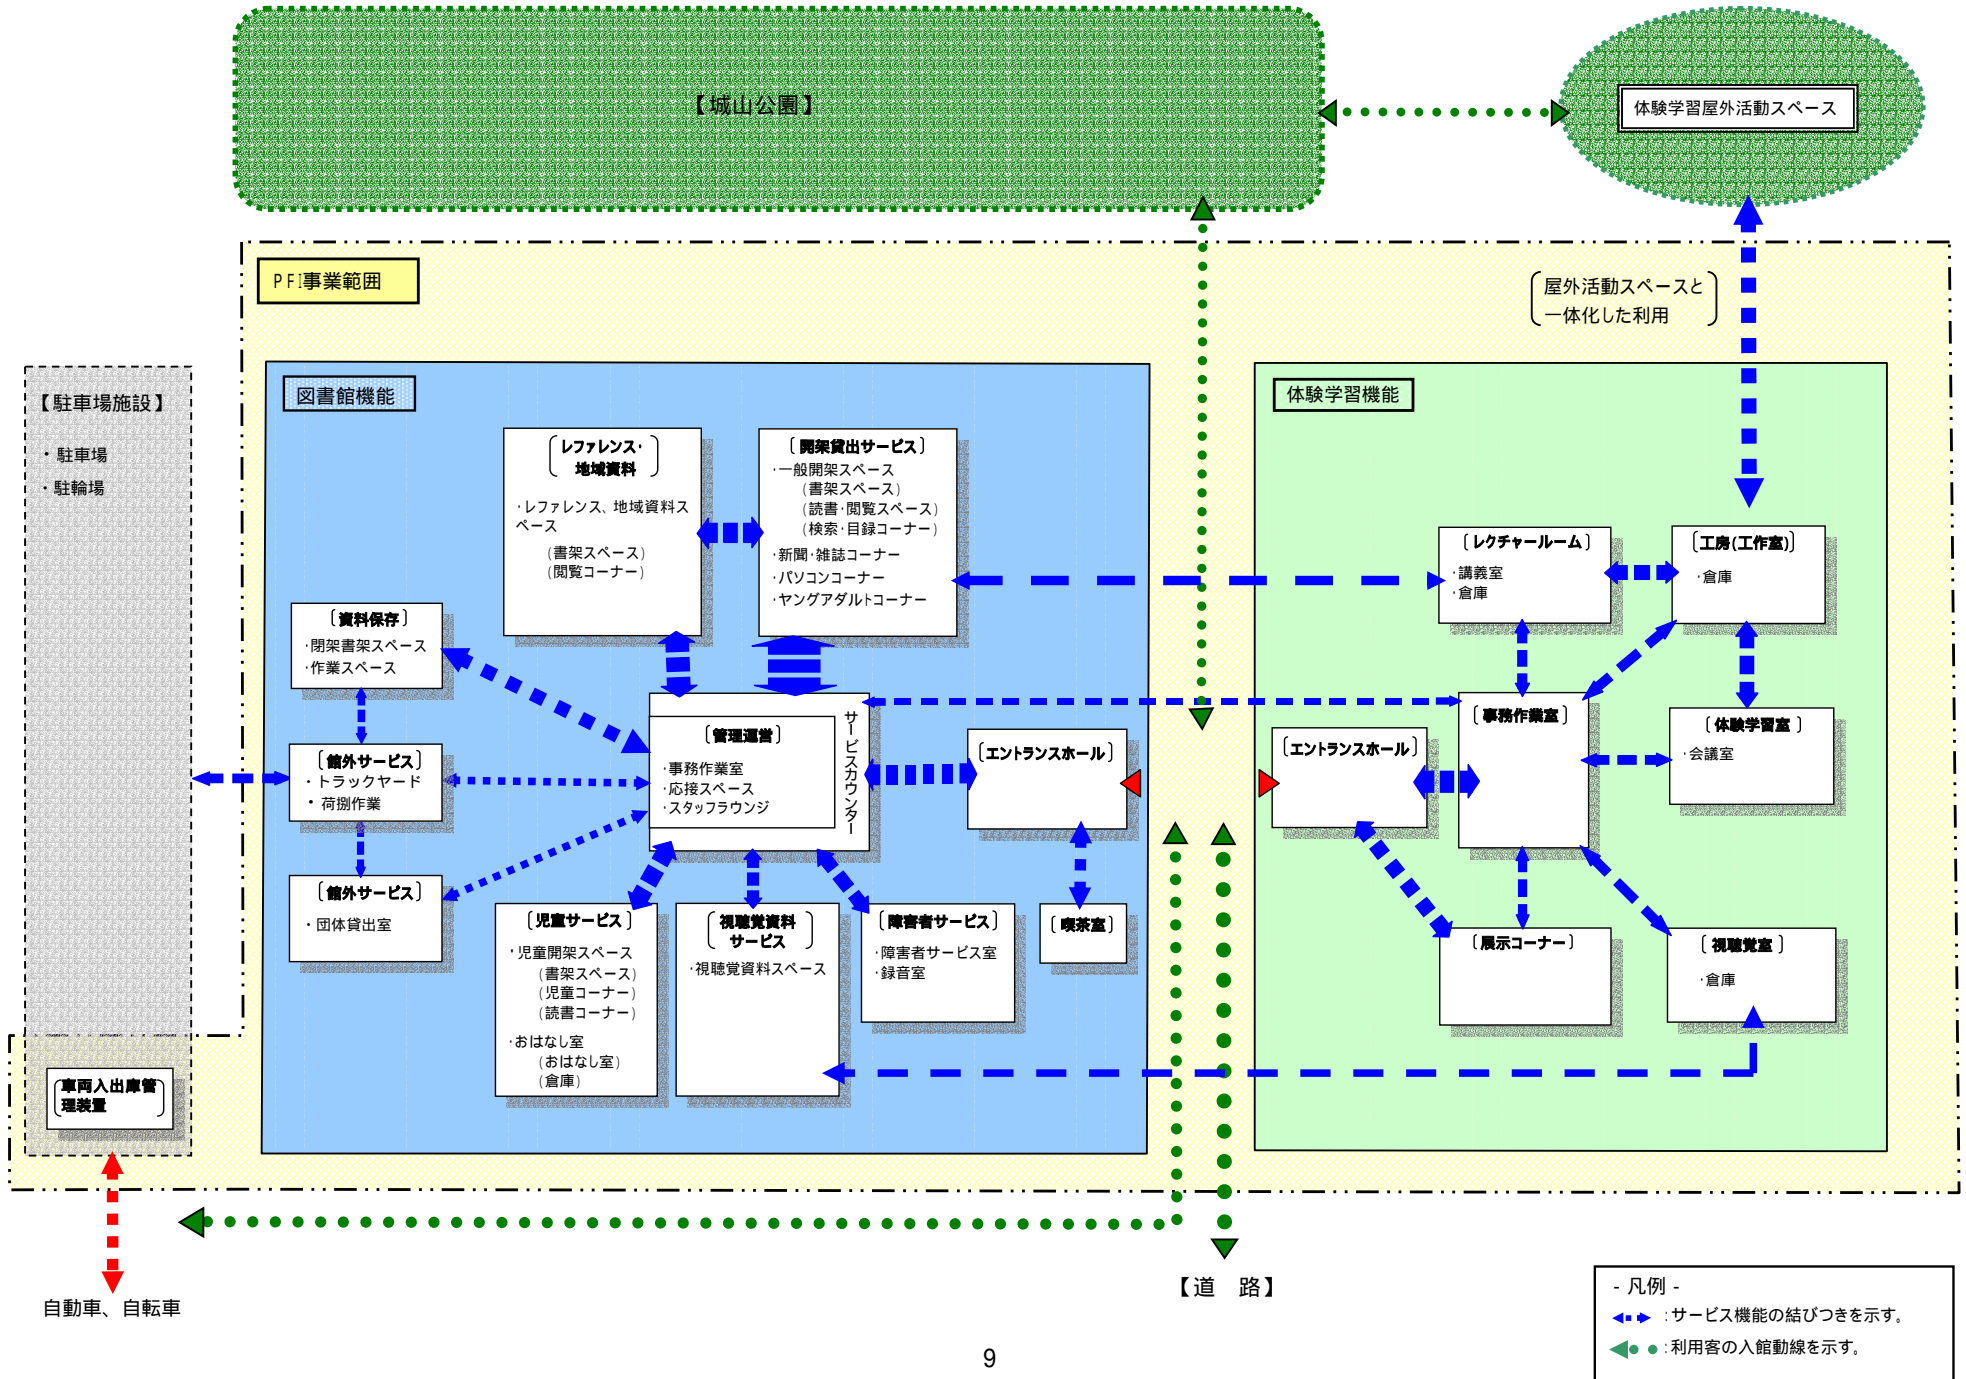 【城山公園】
体験学習屋外活動スペース
PFI事業範囲
屋外活動スペースと
一体化した利用
【駐車場施設】
・駐車場
・駐輪場
図書館機能
体験学習機能
レファレンス・
地域資料
・レファレンス、地域資料ス
ペース
(書架スペース)
(閲覧コーナー)
〔開架貸出サービス〕
・一般開架スペース
(書架スペース)
(読書・閲覧スペース)
(検索・目録コーナー)
・新聞・雑誌コーナー
・パソコンコーナー
・ヤングアダルトコーナー
〔レクチャールーム〕
・講義室
・倉庫
〔工房(工作室)〕
・倉庫
〔資料保存〕
・閉架書架スペース
・作業スペース
〔館外サービス〕
・トラックヤード
・荷捌作業
〔管理運営〕
・事務作業室
・応接スペース
・スタッフラウンジ
サービスカウンター
〔エントランスホール〕
〔エントランスホール〕
〔事務作業室〕
〔体験学習室〕
・会議室
〔館外サービス〕
・団体貸出室
〔児童サービス〕
・児童開架スペース
(書架スペース)
(児童コーナー)
(読書コーナー)
・おはなし室
(おはなし室)
(倉庫)
視聴覚資料
サービス
・視聴覚資料スペース
〔障害者サービス〕
・障害者サービス室
・録音室
〔喫茶室〕
〔展示コーナー〕
〔視聴覚室〕
・倉庫
車両入出庫管
理装量
自動車、自転車
【道　路】
- 凡例 -
:サービス機能の結びつきを示す。
:利用客の入館動線を示す。
9